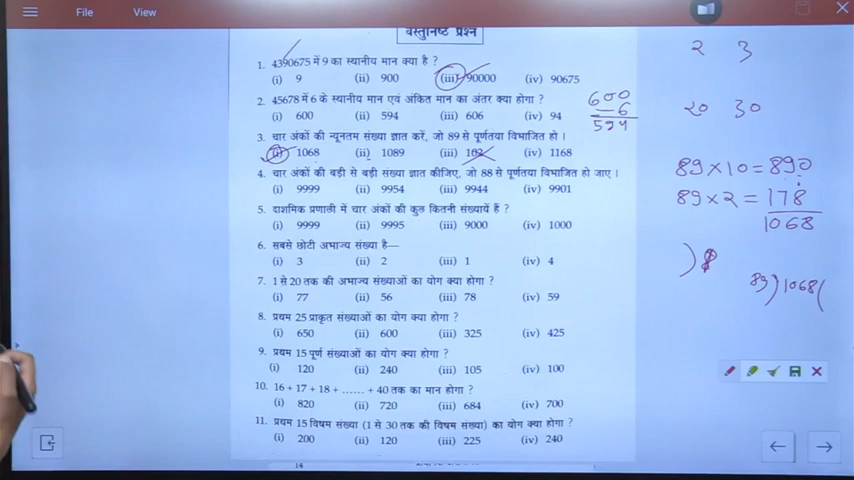 File View
वस्तुनिष्ठ प्रश्न
1. 4390675 में 9 का स्थानीय मान क्या है ?
(i) 9 (ii) 900 (iii) 90000 (iv) 90675
2. 45678 में 6 के स्थानीय मान एवं अंकित मान का अंतर क्या होगा ?
(i) 600 (ii) 594 (iii) 606 (iv) 94
3. चार अंकों की न्यूनतम संख्या ज्ञात करें, जो 89 से पूर्णतया विभाजित हो।
(i) 1068 (ii) 1089 (iii) (iv) 1168
4. चार अंकों की बड़ी से बड़ी संख्या ज्ञात कीजिए, जो 88 से पूर्णतया विभाजित हो जाए।
(i) 9999 (ii) 9954 (iii) 9944 (iv) 9901
5. दाशमिक प्रणाली में चार अंकों की कुल कितनी संख्यायें हैं ?
(i) 9999 (ii) 9995 (iii) 9000 (iv) 1000
6. सबसे छोटी अभाज्य संख्या है—
(i) 3 (ii) 2 (iii) 1 (iv) 4
7. 1 से 20 तक की अभाज्य संख्याओं का योग क्या होगा ?
(i) 77 (ii) 56 (iii) 78 (iv) 59
8. प्रथम 25 प्राकृत संख्याओं का योग क्या होगा ?
(i) 650 (ii) 600 (iii) 325 (iv) 425
9. प्रथम 15 पूर्ण संख्याओं का योग क्या होगा ?
(i) 120 (ii) 240 (iii) 105 (iv) 100
10. 16 + 17 + 18 + ...... + 40 तक का मान होगा ?
(i) 820 (ii) 720 (iii) 684 (iv) 700
11. प्रथम 15 विषम संख्या (1 से 30 तक की विषम संख्या) का योग क्या होगा ?
(i) 200 (ii) 120 (iii) 225 (iv) 240
14
600
- 6
594
2 3
20 30
89 × 10 = 890
89 × 2 = 178
1068
) 8
89 ) 1068 (